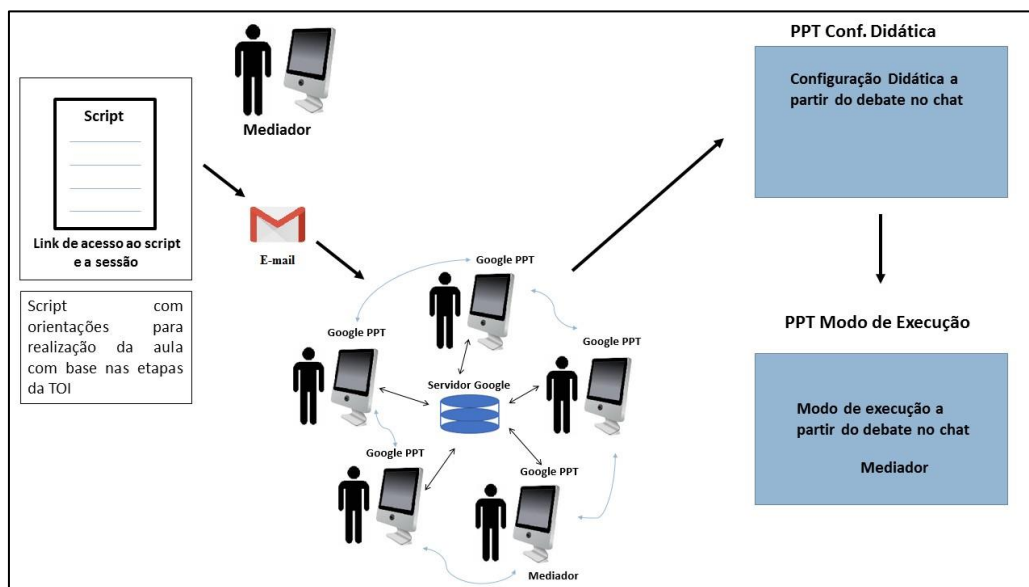 Script
Link de acesso ao script
e a sessão
Script com
orientações para
realização da aula
com base nas etapas
da TOI
Mediador
E-mail
Google PPT
Google PPT
Google PPT
Servidor Google
Google PPT
Google PPT
Mediador
PPT Conf. Didática
Configuração Didática a
partir do debate no chat
PPT Modo de Execução
Modo de execução a
partir do debate no chat
Mediador